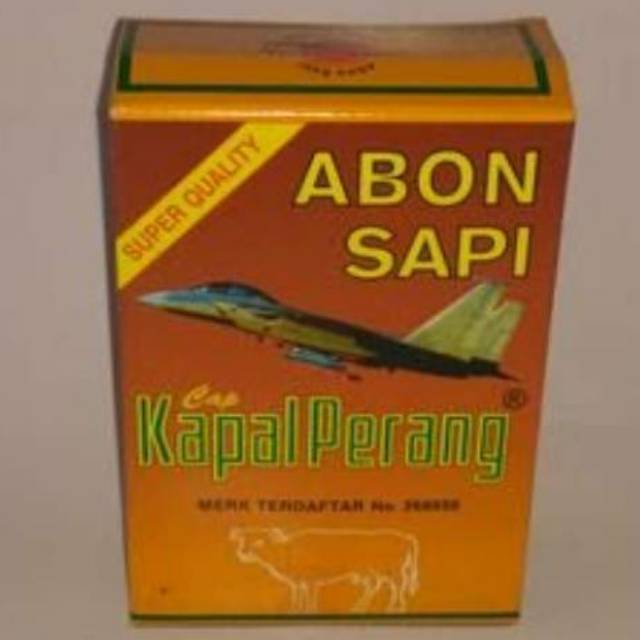 SUPER QUALITY
ABON
SAPI
Cap
Kapal Perang®
MERK TERDAFTAR No.